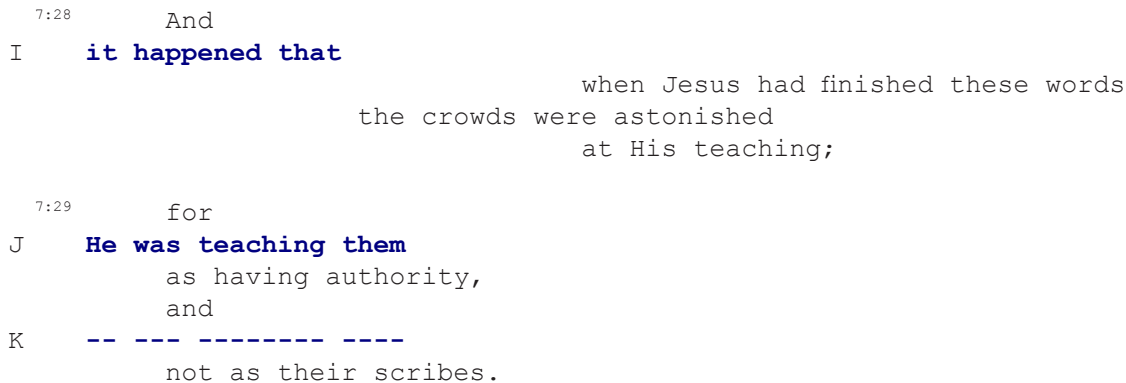 7:28 And
I it happened that
when Jesus had finished these words
the crowds were astonished
at His teaching;
7:29 for
J He was teaching them
as having authority,
and
K -- --- -------- ----
not as their scribes.